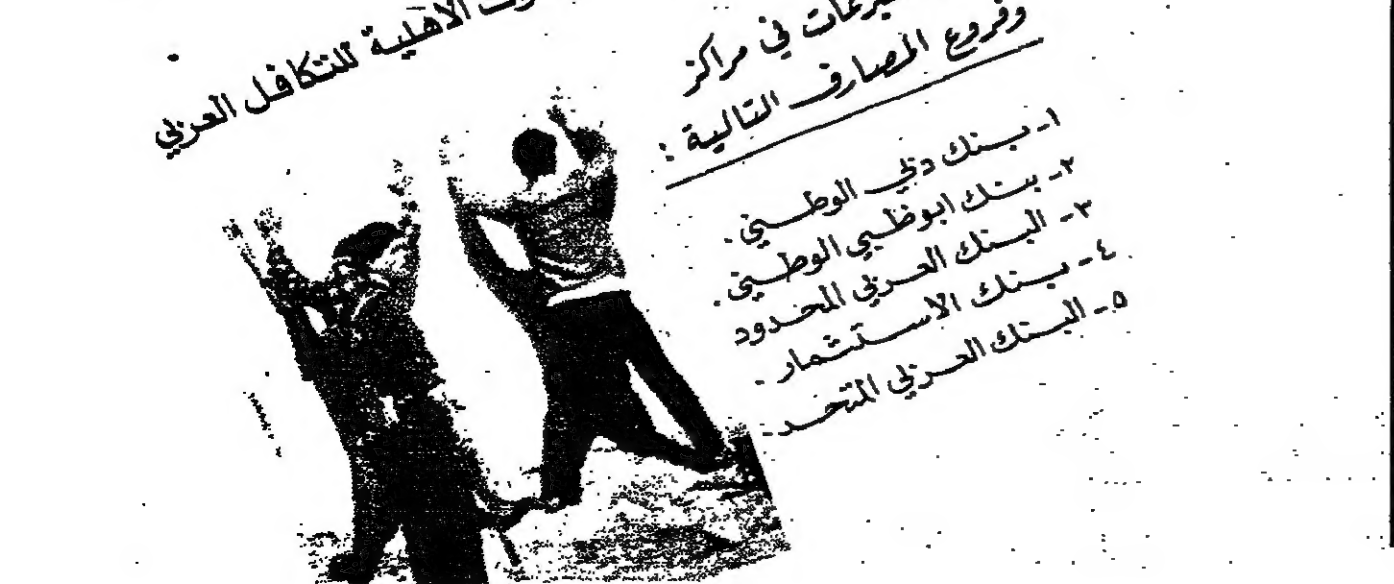 الاهلية للتكافل العربي
في مراكز
وفروع المصارف التالية :
١- بنك دبي الوطني .
٢- بنك ابوظبي الوطني .
٣- البنك العربي المحدود
٤- بنك الاستثمار .
٥- البنك العربي المتحد .